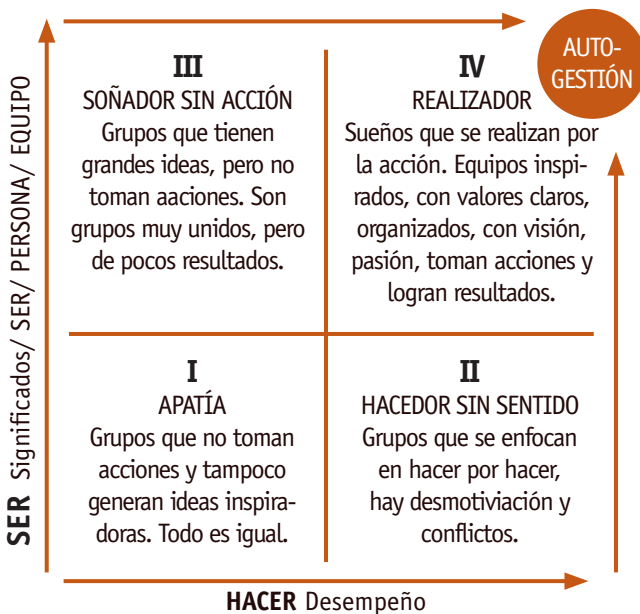 AUTO-
GESTIÓN
III
SOÑADOR SIN ACCIÓN
Grupos que tienen
grandes ideas, pero no
toman aaciones. Son
grupos muy unidos, pero
de pocos resultados.
IV
REALIZADOR
Sueños que se realizan por
la acción. Equipos inspi-
rados, con valores claros,
organizados, con visión,
pasión, toman acciones y
logran resultados.
I
APATÍA
Grupos que no toman
acciones y tampoco
generan ideas inspira-
doras. Todo es igual.
II
HACEDOR SIN SENTIDO
Grupos que se enfocan
en hacer por hacer,
hay desmotiviación y
conflictos.
SER Significados/ SER/ PERSONA/ EQUIPO
HACER Desempeño